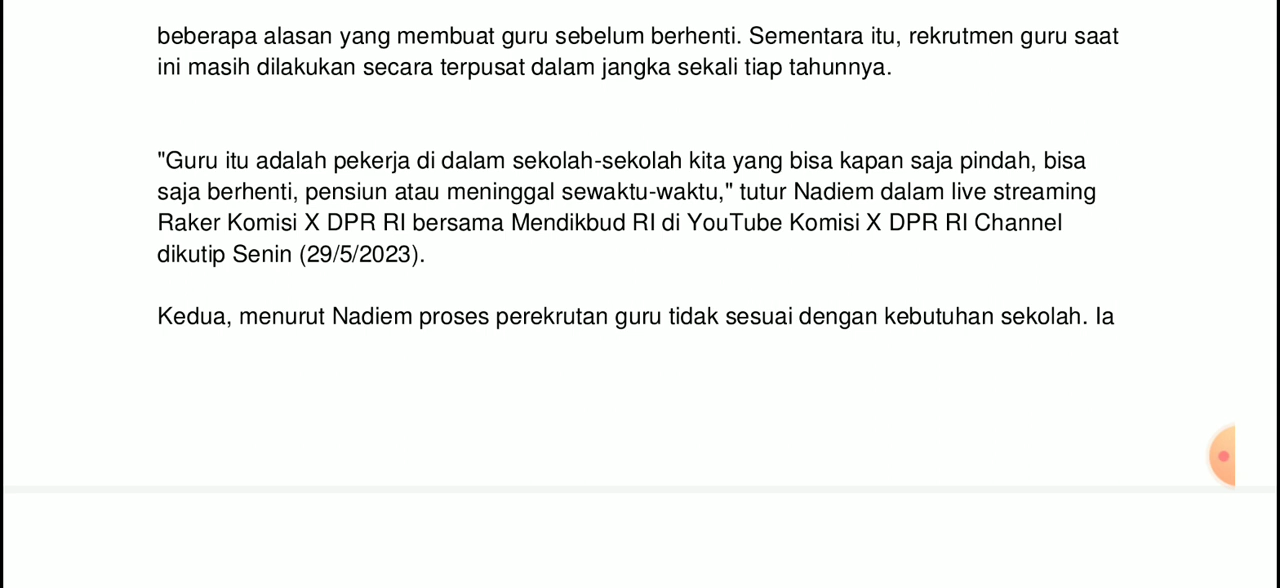 beberapa alasan yang membuat guru sebelum berhenti. Sementara itu, rekrutmen guru saat
ini masih dilakukan secara terpusat dalam jangka sekali tiap tahunnya.
"Guru itu adalah pekerja di dalam sekolah-sekolah kita yang bisa kapan saja pindah, bisa
saja berhenti, pensiun atau meninggal sewaktu-waktu," tutur Nadiem dalam live streaming
Raker Komisi X DPR RI bersama Mendikbud RI di YouTube Komisi X DPR RI Channel
dikutip Senin (29/5/2023).
Kedua, menurut Nadiem proses perekrutan guru tidak sesuai dengan kebutuhan sekolah. Ia